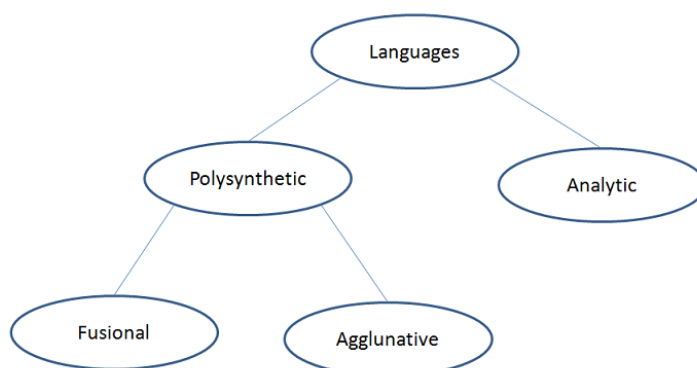 Languages
Polysynthetic
Analytic
Fusional
Agglunative